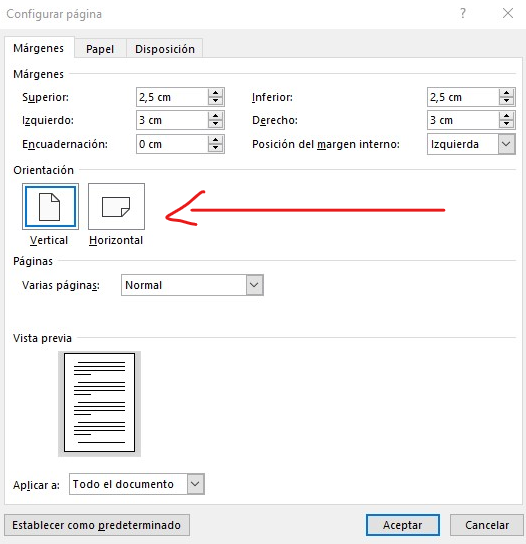 Configurar página
Márgenes Papel Disposición
Márgenes
Superior: 2,5 cm Inferior: 2,5 cm
Izquierdo: 3 cm Derecho: 3 cm
Encuadernación: 0 cm Posición del margen interno: Izquierda
Orientación
Vertical Horizontal
Páginas
Varias páginas: Normal
Vista previa
Aplicar a: Todo el documento
Establecer como predeterminado Aceptar Cancelar